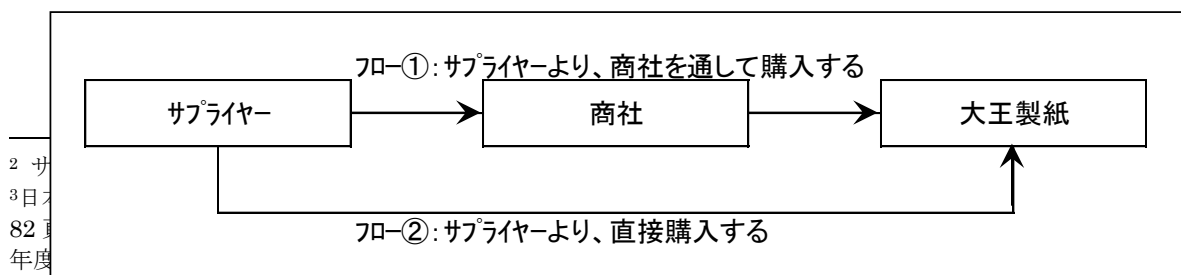 フロー①:サプライヤーより、商社を通して購入する
サプライヤー
商社
大王製紙
フロー②:サプライヤーより、直接購入する
2 サ
3日
82
年度